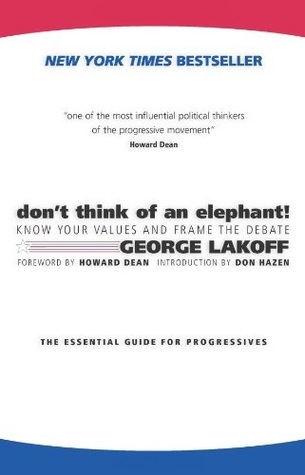 NEW YORK TIMES BESTSELLER
"one of the most influential political thinkers
of the progressive movement"
Howard Dean
don't think of an elephant!
KNOW YOUR VALUES AND FRAME THE DEBATE
GEORGE LAKOFF
FOREWORD BY HOWARD DEAN INTRODUCTION BY DON HAZEN
THE ESSENTIAL GUIDE FOR PROGRESSIVES